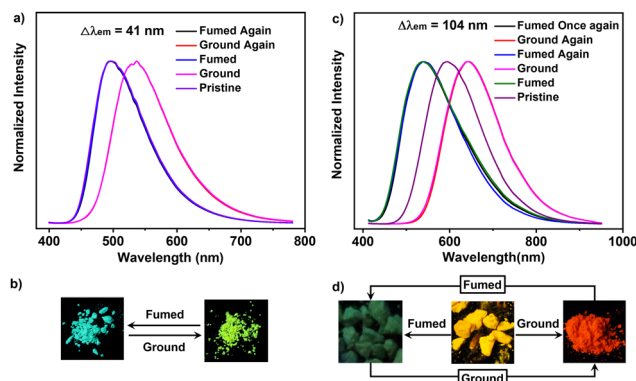 a)
Δλem = 41 nm
Fumed Again
Ground Again
Fumed
Ground
Pristine
Normalized Intensity
400 500 600 700 800
Wavelength (nm)
c)
Δλem = 104 nm
Fumed Once again
Ground Again
Fumed Again
Ground
Fumed
Pristine
Normalized Intensity
400 600 800 1000
Wavelength(nm)
b)
Fumed
Ground
d)
Fumed
Fumed
Ground
Ground